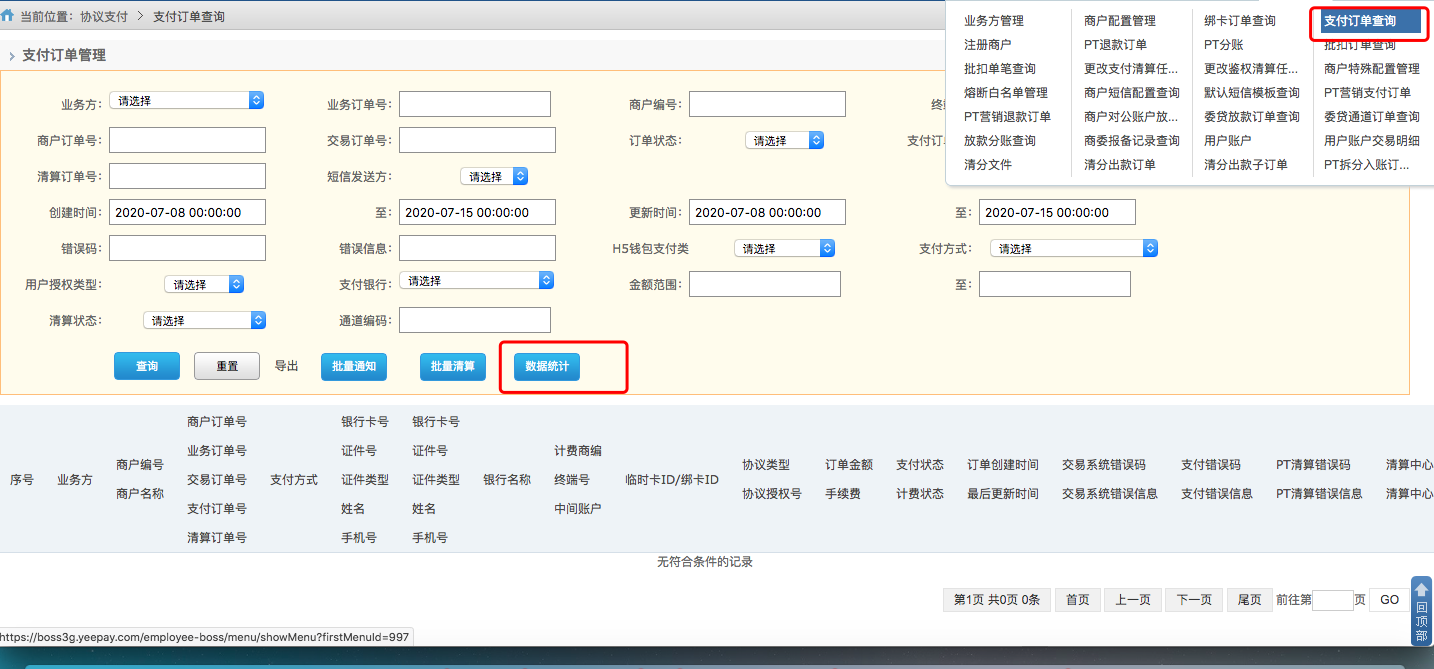 当前位置： 协议支付 > 支付订单查询
业务方管理 商户配置管理 绑卡订单查询 支付订单查询
注册商户 PT退款订单 PT分账 批扣订单查询
批扣单笔查询 更改支付清算任... 更改鉴权清算任... 商户特殊配置管理
熔断白名单管理 商户短信配置查询 默认短信模板查询 PT营销支付订单
PT营销退款订单 商户对公账户放... 委贷放款订单查询 委贷通道订单查询
放款分账查询 商委报备记录查询 用户账户 用户账户交易明细
清分文件 清分出款订单 清分出款子订单 PT拆分入账订...
支付订单管理
业务方： 请选择 业务订单号： 商户编号：
商户订单号： 交易订单号： 订单状态： 请选择 支付订
清算订单号： 短信发送方： 请选择
创建时间： 2020-07-08 00:00:00 至： 2020-07-15 00:00:00 更新时间： 2020-07-08 00:00:00 至： 2020-07-15 00:00:00
错误码： 错误信息： H5钱包支付类 请选择 支付方式： 请选择
用户授权类型： 请选择 支付银行： 请选择 金额范围： 至：
清算状态： 请选择 通道编码：
查询 重置 导出 批量通知 批量清算 数据统计
序号
业务方
商户编号
商户名称
商户订单号
业务订单号
交易订单号
支付订单号
清算订单号
支付方式
银行卡号
证件号
证件类型
姓名
手机号
银行卡号
证件号
证件类型
姓名
手机号
银行名称
计费商编
终端号
中间账户
临时卡ID/绑卡ID
协议类型
协议授权号
订单金额
手续费
支付状态
计费状态
订单创建时间
最后更新时间
交易系统错误码
交易系统错误信息
支付错误码
支付错误信息
PT清算错误码
PT清算错误信息
清算中心
清算中心
无符合条件的记录
第1页 共0页 0条 首页 上一页 下一页 尾页 前往第 页 GO
回
顶
部
https://boss3g.yeepay.com/employee-boss/menu/showMenu?firstMenuId=997